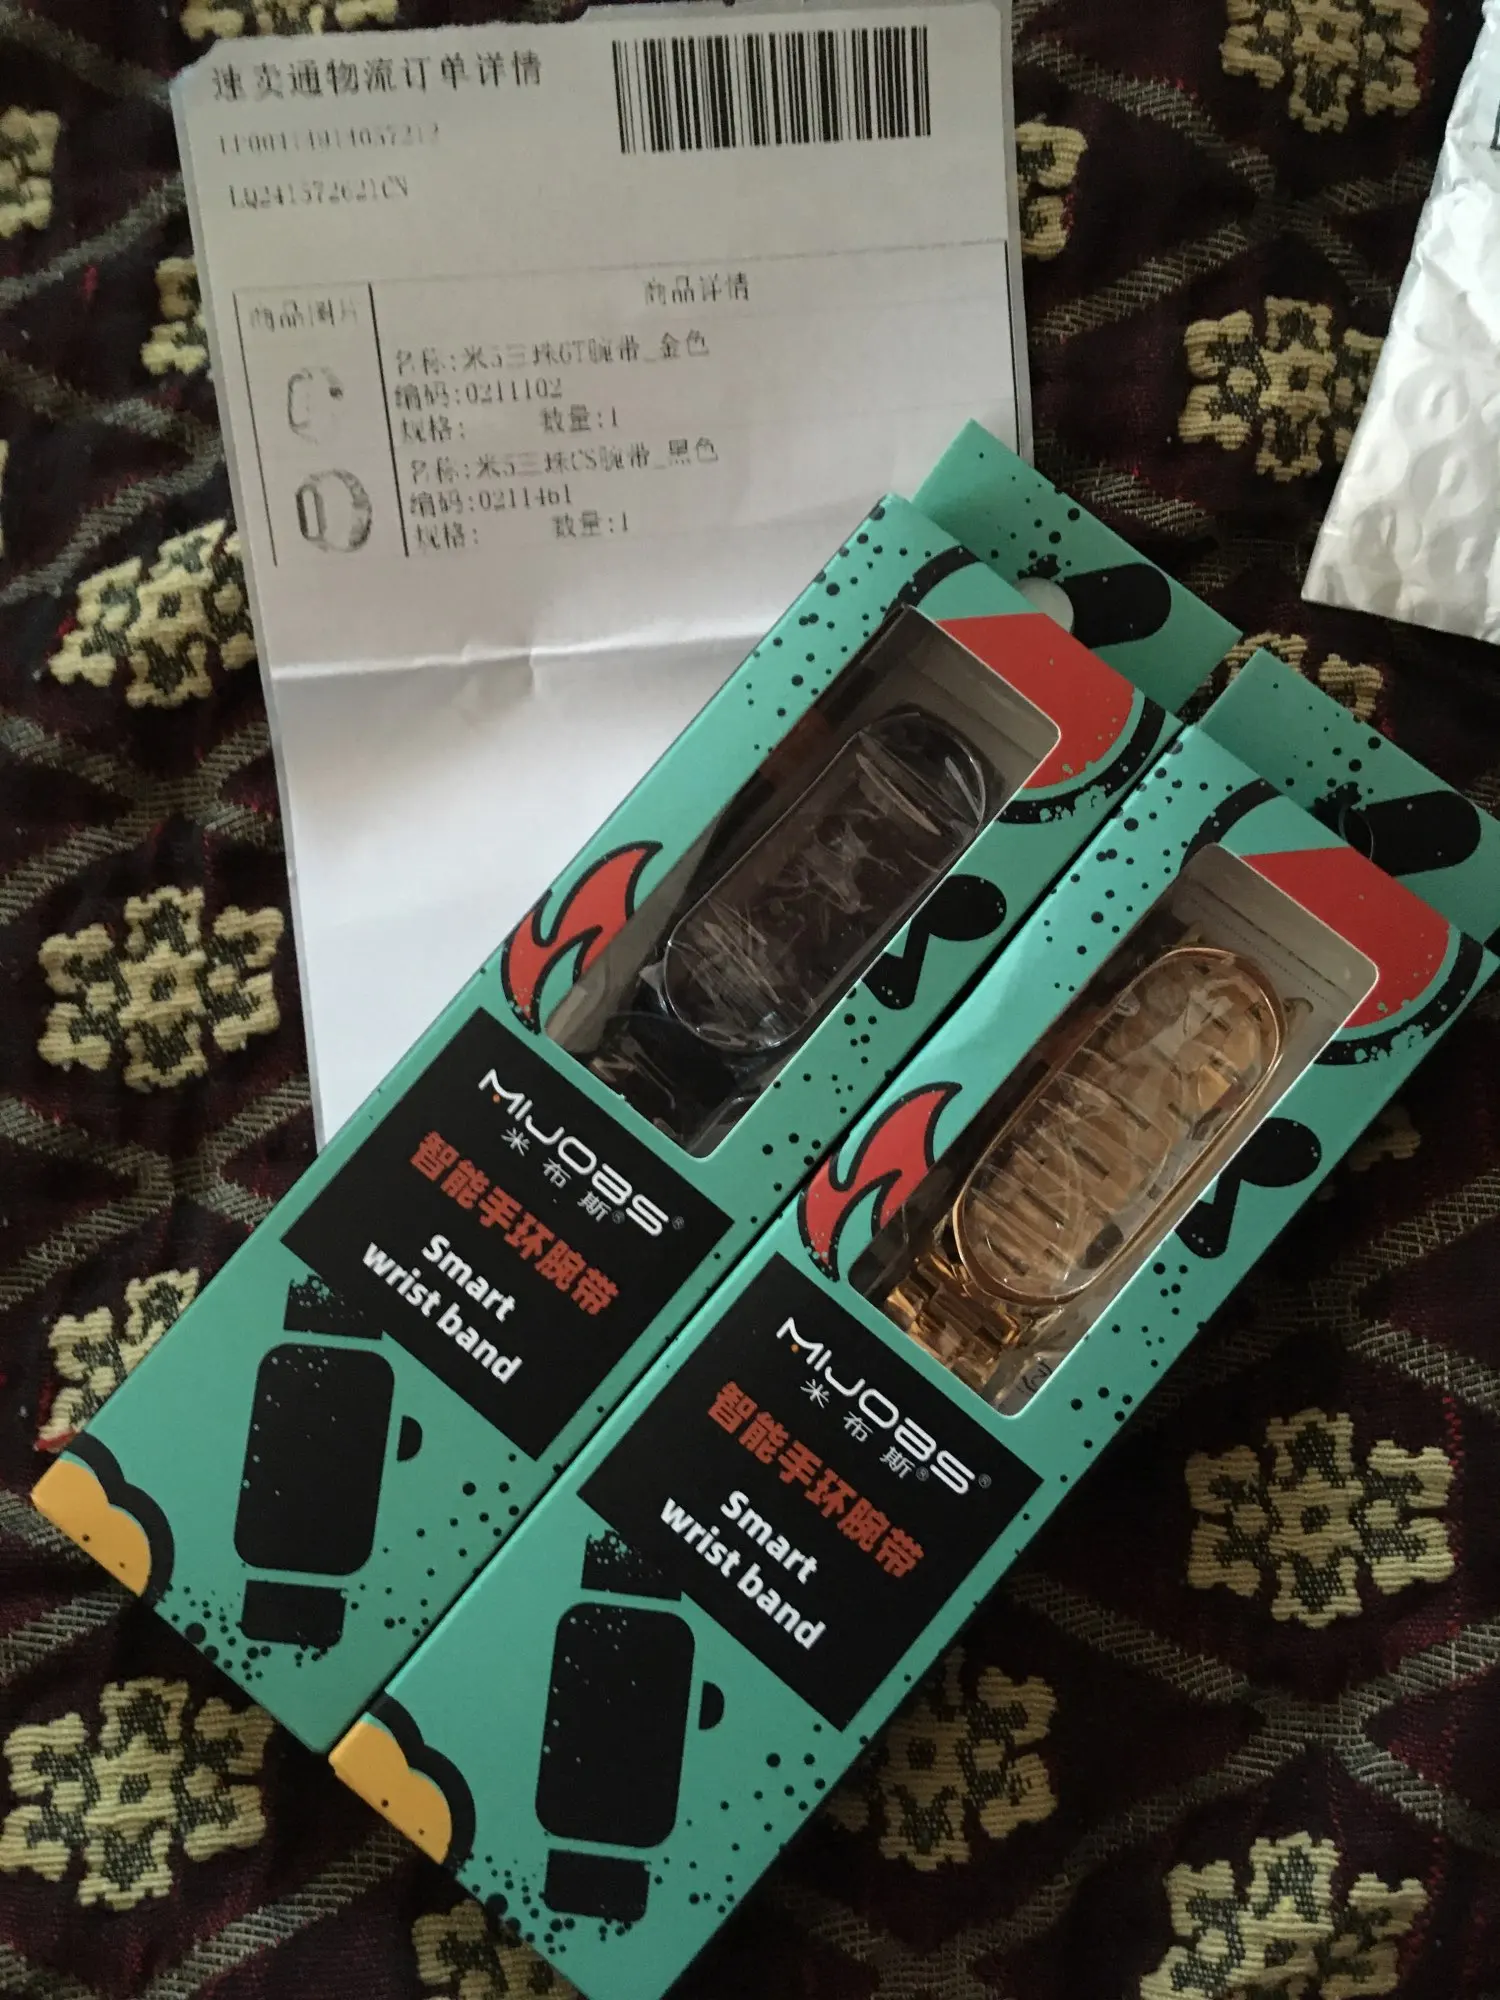 速卖通物流订单详情
LP00414914057212
LQ241572621CN
商品图片
商品详情
名称:米5三珠GT腕带_金色
编码:0211102
规格: 数量:1
名称:米5三珠CS腕带_黑色
编码:02114b1
规格: 数量:1
MIJOBS®
米布斯®
智能手环腕带
Smart
wrist band
MIJOBS®
米布斯®
智能手环腕带
Smart
wrist band